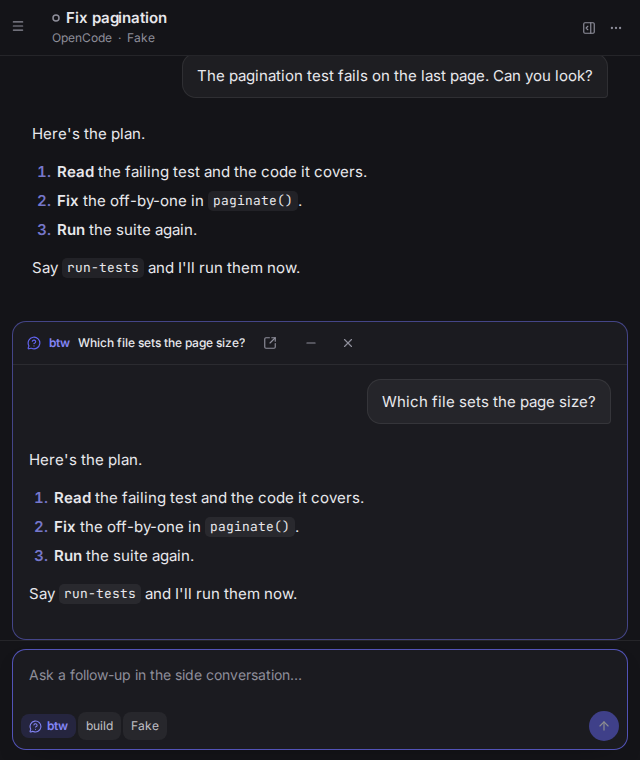 Fix pagination
OpenCode · Fake
The pagination test fails on the last page. Can you look?
Here's the plan.
1. Read the failing test and the code it covers.
2. Fix the off-by-one in paginate().
3. Run the suite again.
Say run-tests and I'll run them now.
btw Which file sets the page size?
Which file sets the page size?
Here's the plan.
1. Read the failing test and the code it covers.
2. Fix the off-by-one in paginate().
3. Run the suite again.
Say run-tests and I'll run them now.
Ask a follow-up in the side conversation...
btw build Fake